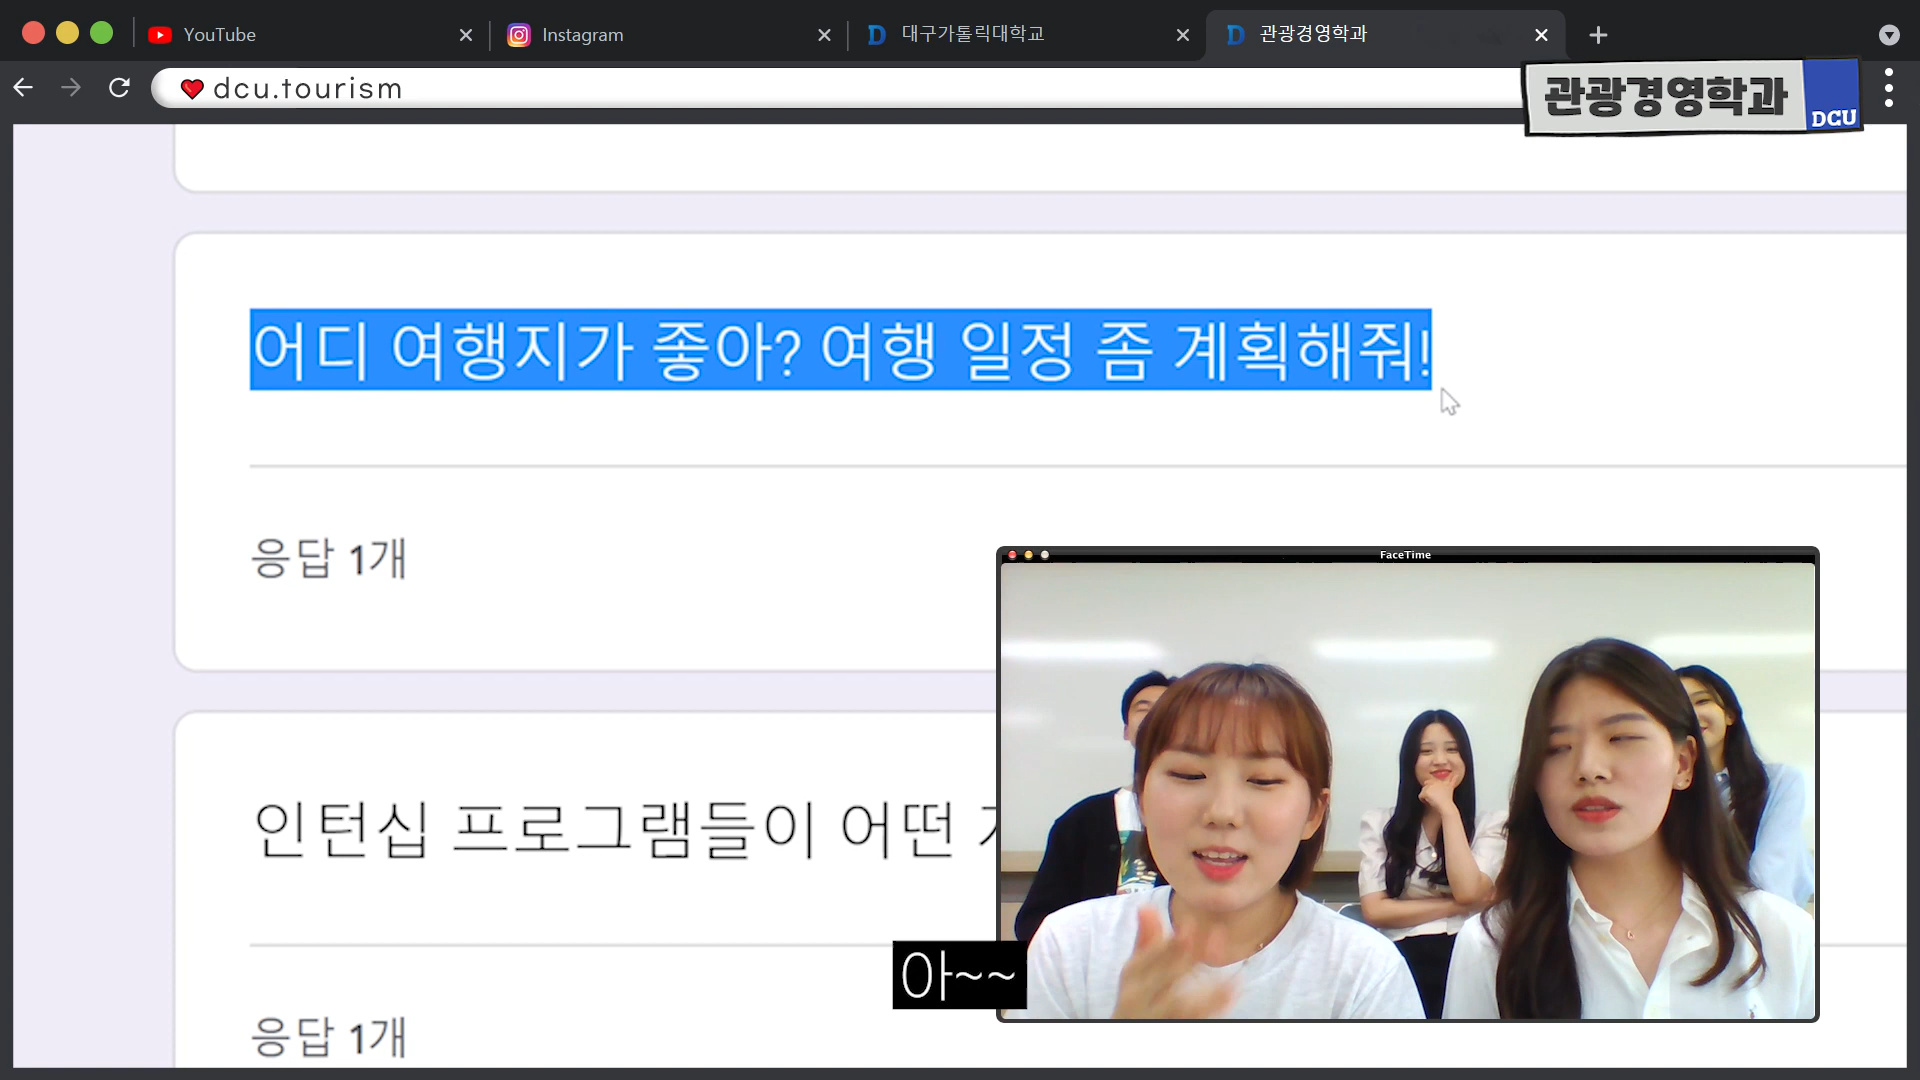 YouTube
Instagram
대구가톨릭대학교
관광경영학과
dcu.tourism
관광경영학과
DCU
어디 여행지가 좋아? 여행 일정 좀 계획해줘!
응답 1개
FaceTime
인턴십 프로그램들이 어떤
아~~
응답 1개